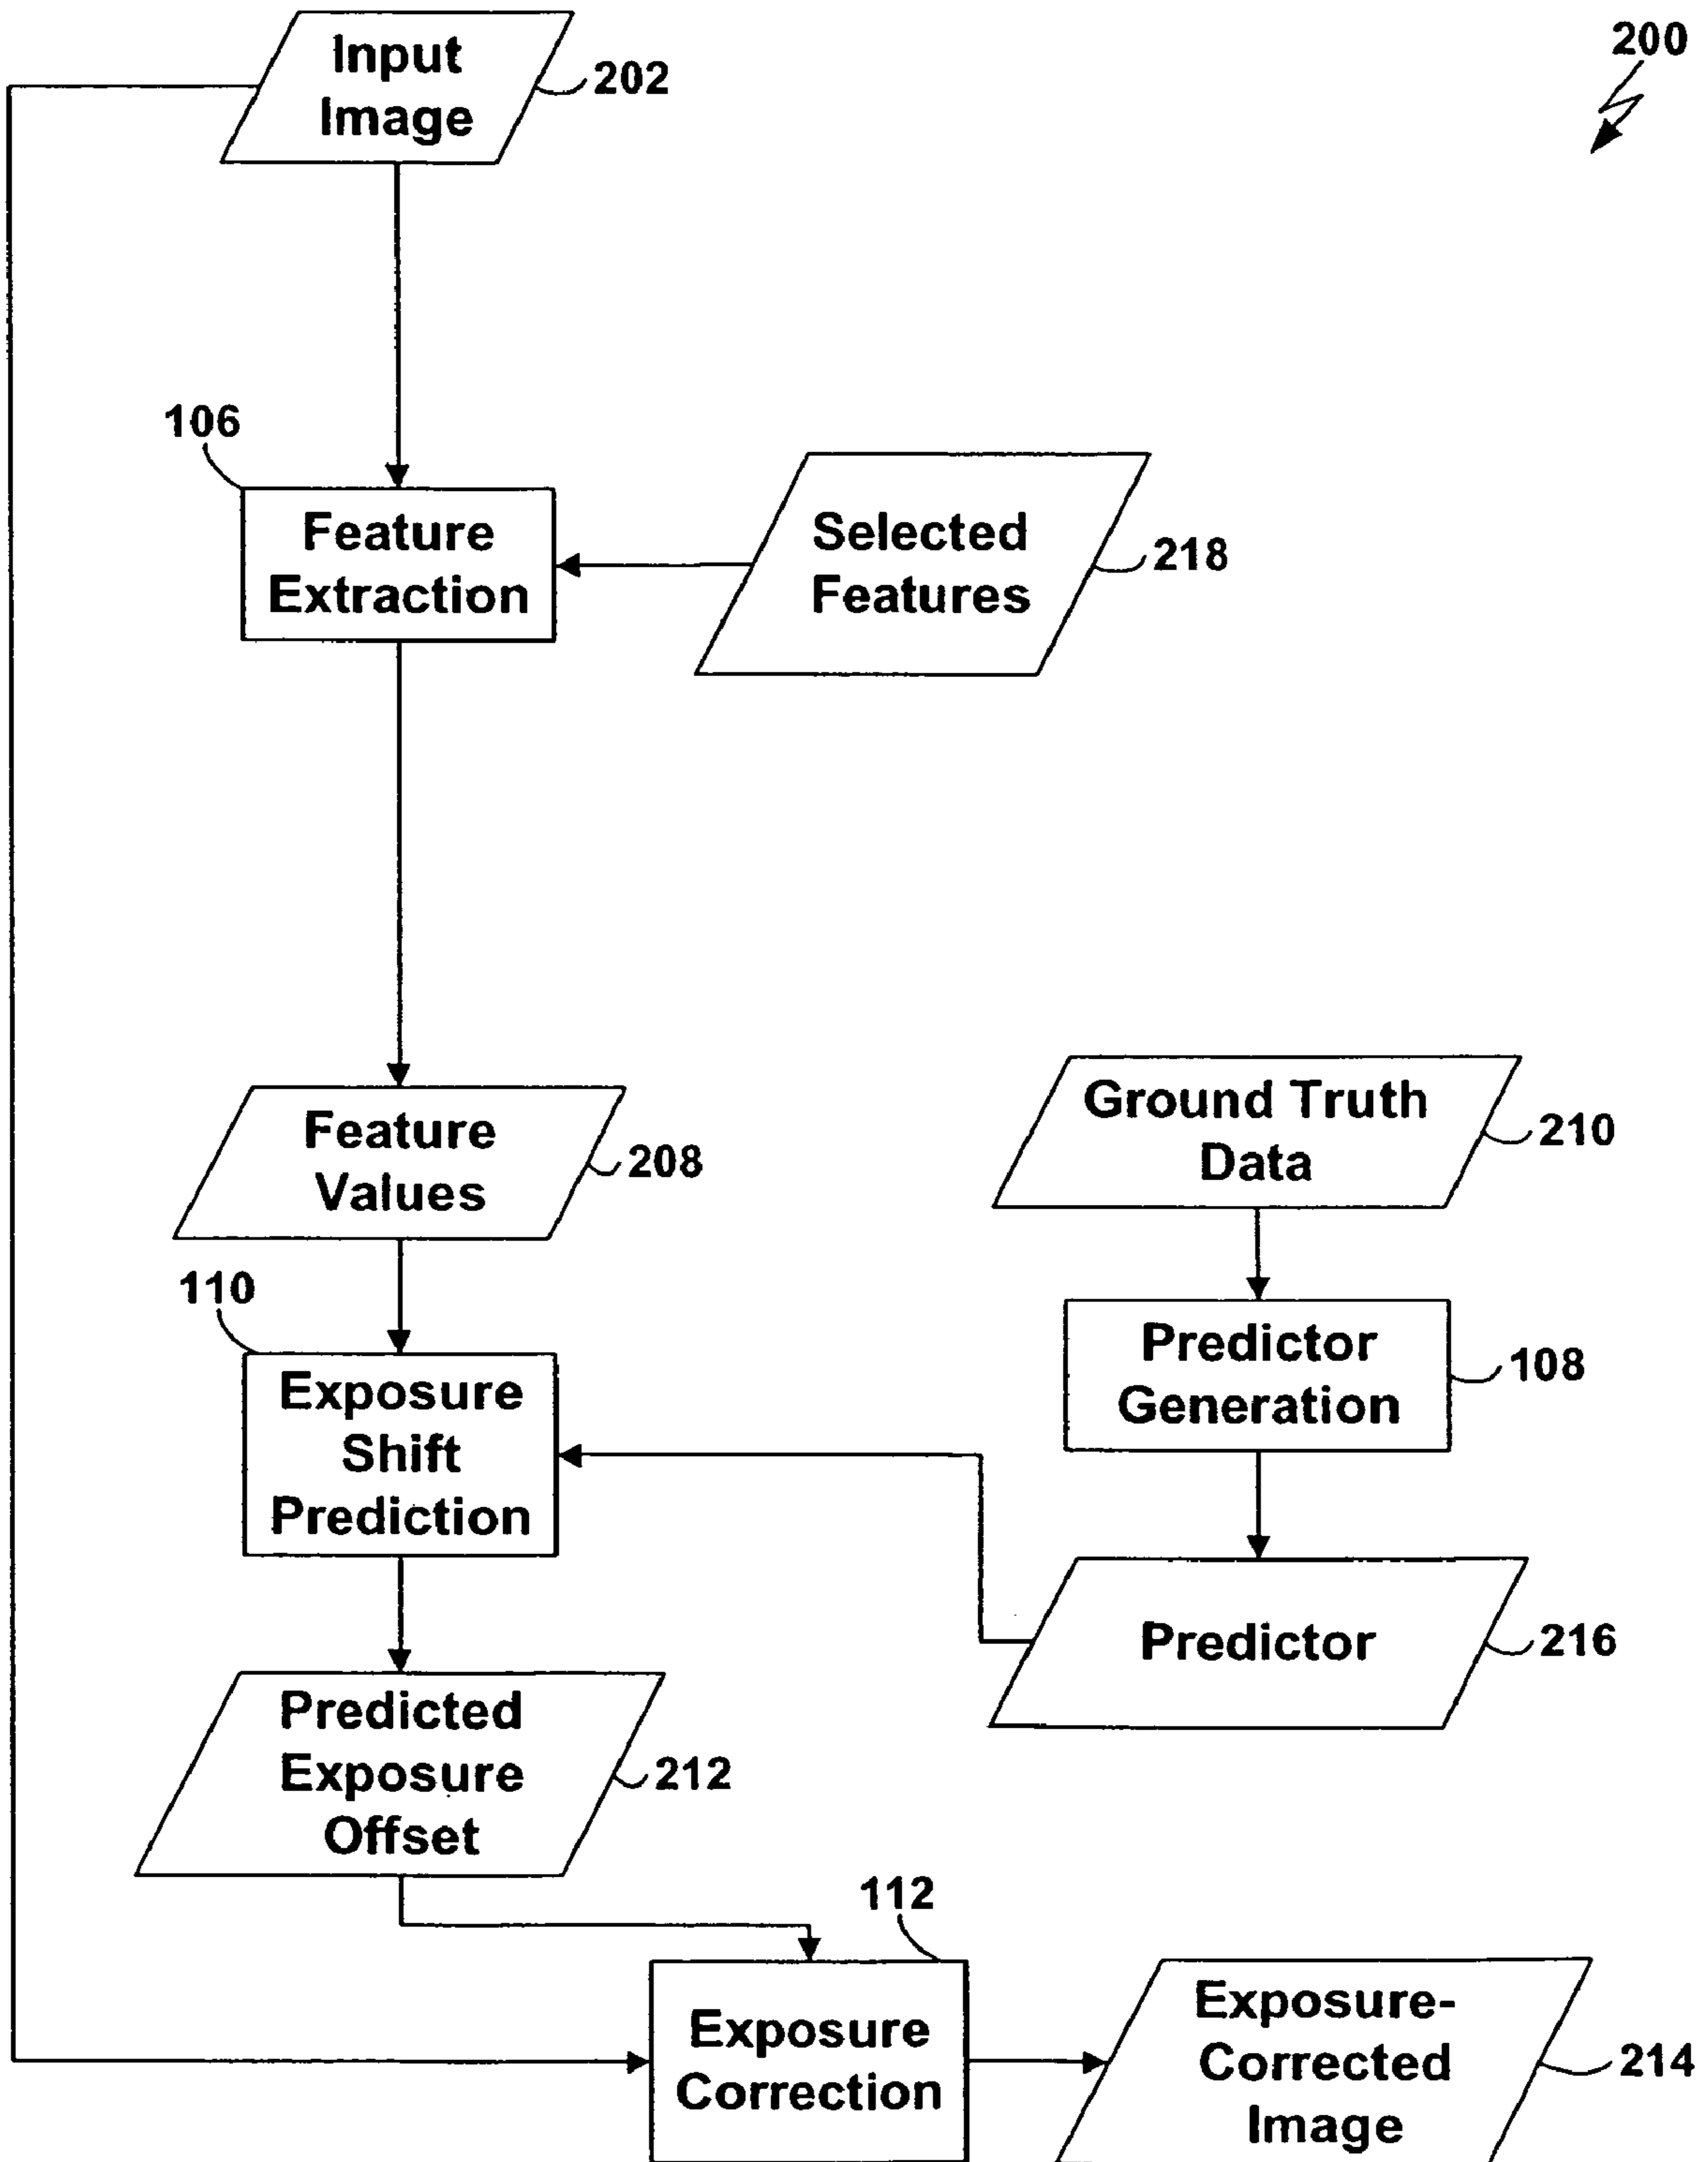 200
Input
Image
202
106
Feature
Extraction
Selected
Features
218
Feature
Values
208
Ground Truth
Data
210
110
Exposure
Shift
Prediction
Predictor
Generation
108
Predictor
216
Predicted
Exposure
Offset
212
112
Exposure
Correction
Exposure-
Corrected
Image
214